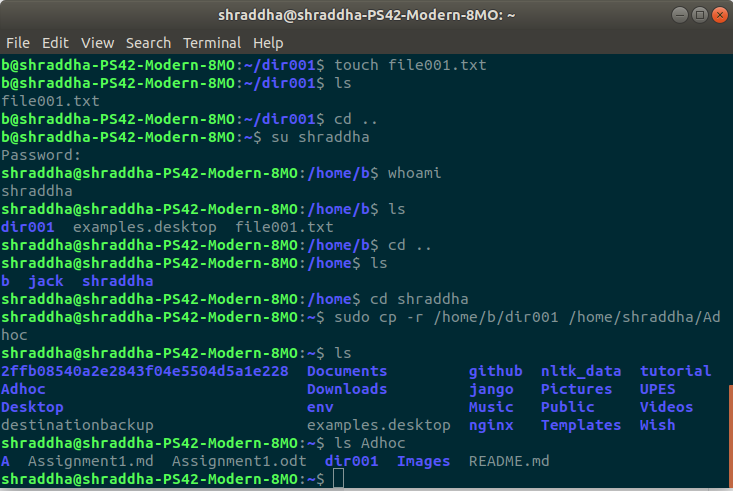 shraddha@shraddha-PS42-Modern-8MO: ~
File Edit View Search Terminal Help
b@shraddha-PS42-Modern-8MO:~/dir001$ touch file001.txt
b@shraddha-PS42-Modern-8MO:~/dir001$ ls
file001.txt
b@shraddha-PS42-Modern-8MO:~/dir001$ cd ..
b@shraddha-PS42-Modern-8MO:~$ su shraddha
Password:
shraddha@shraddha-PS42-Modern-8MO:/home/b$ whoami
shraddha
shraddha@shraddha-PS42-Modern-8MO:/home/b$ ls
dir001  examples.desktop  file001.txt
shraddha@shraddha-PS42-Modern-8MO:/home/b$ cd ..
shraddha@shraddha-PS42-Modern-8MO:/home$ ls
b  jack  shraddha
shraddha@shraddha-PS42-Modern-8MO:/home$ cd shraddha
shraddha@shraddha-PS42-Modern-8MO:~$ sudo cp -r /home/b/dir001 /home/shraddha/Ad
hoc
shraddha@shraddha-PS42-Modern-8MO:~$ ls
2ffb08540a2e2843f04e5504d5a1e228  Documents         github  nltk_data  tutorial
Adhoc                             Downloads         jango   Pictures   UPES
Desktop                           env               Music   Public     Videos
destinationbackup                 examples.desktop  nginx   Templates  Wish
shraddha@shraddha-PS42-Modern-8MO:~$ ls Adhoc
A  Assignment1.md  Assignment1.odt  dir001  Images  README.md
shraddha@shraddha-PS42-Modern-8MO:~$